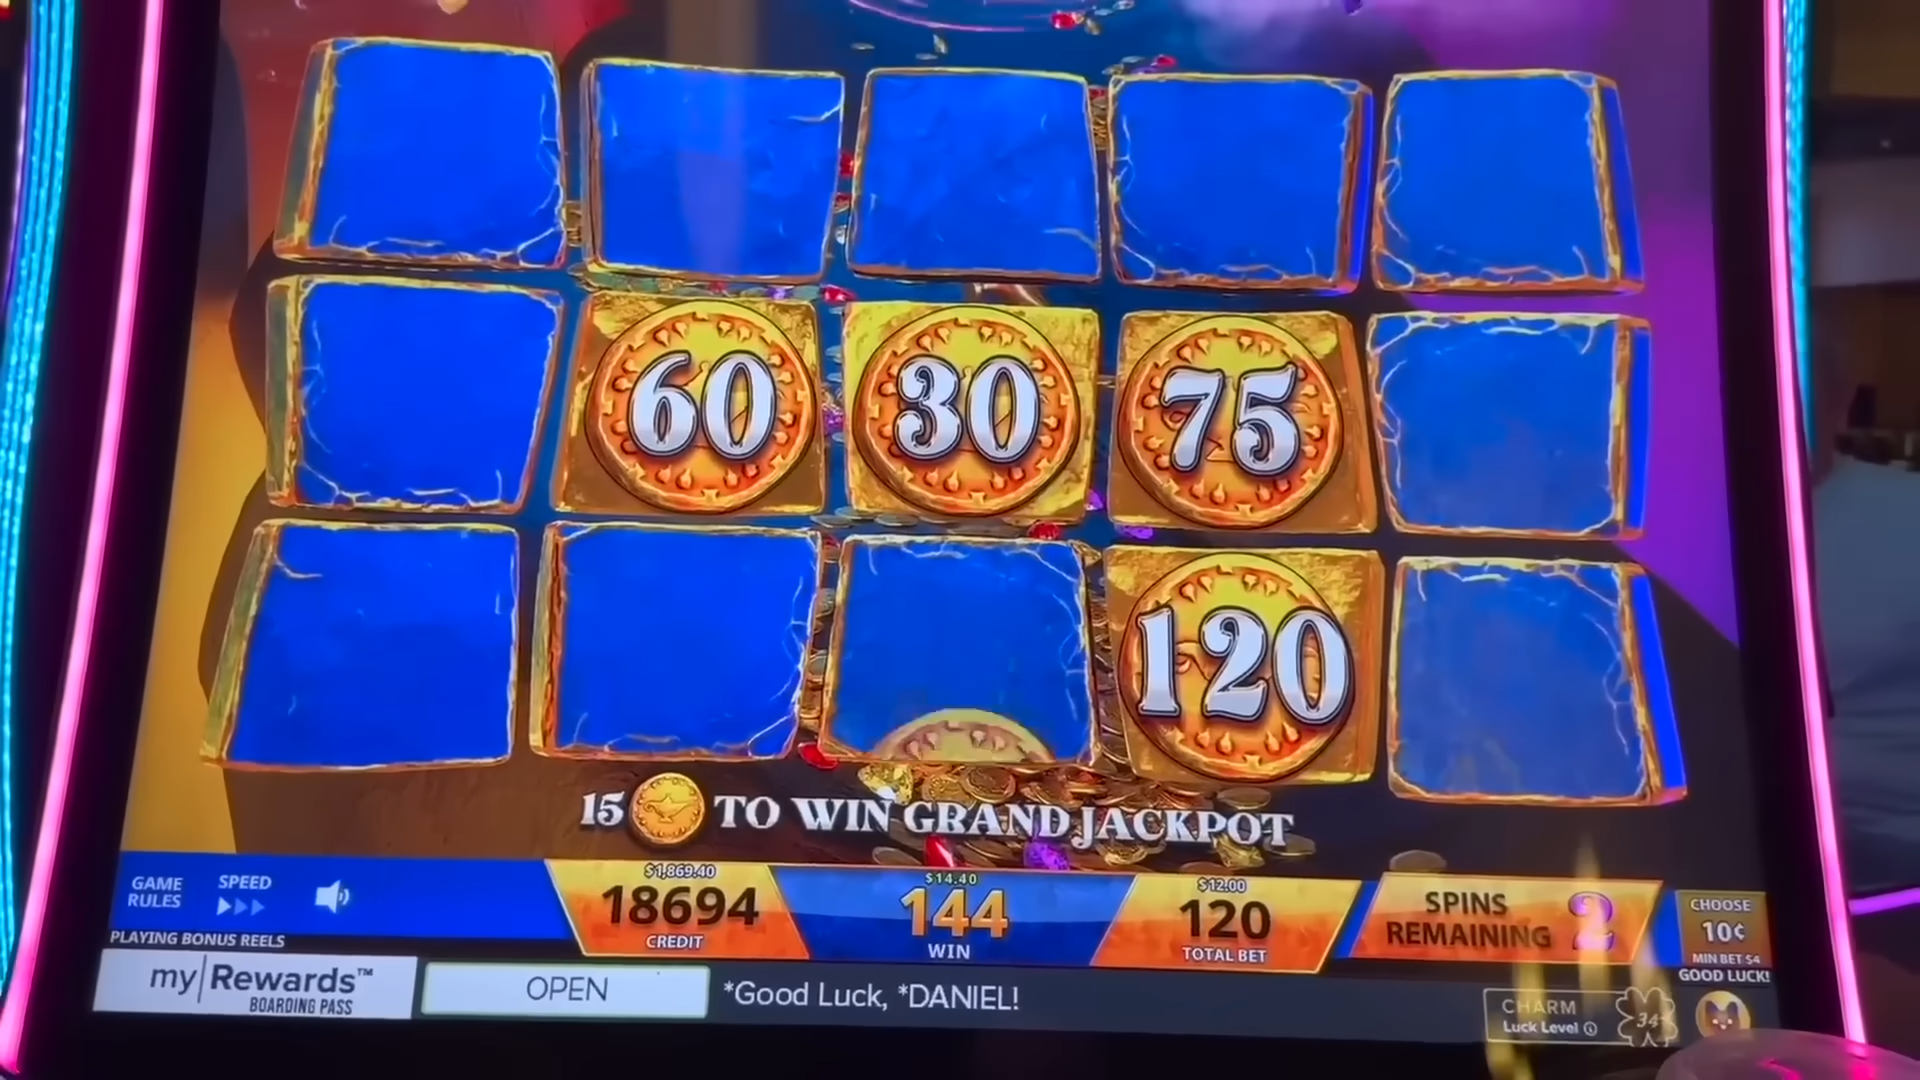 60 30 75
120
15 TO WIN GRAND JACKPOT
GAME RULES
SPEED
$1,869.40
18694
CREDIT
$14.40
144
WIN
$12.00
120
TOTAL BET
SPINS REMAINING 2
CHOOSE
10¢
MIN BET $4
GOOD LUCK!
PLAYING BONUS REELS
my|Rewards™
BOARDING PASS
OPEN
*Good Luck, *DANIEL!
CHARM
Luck Level
34